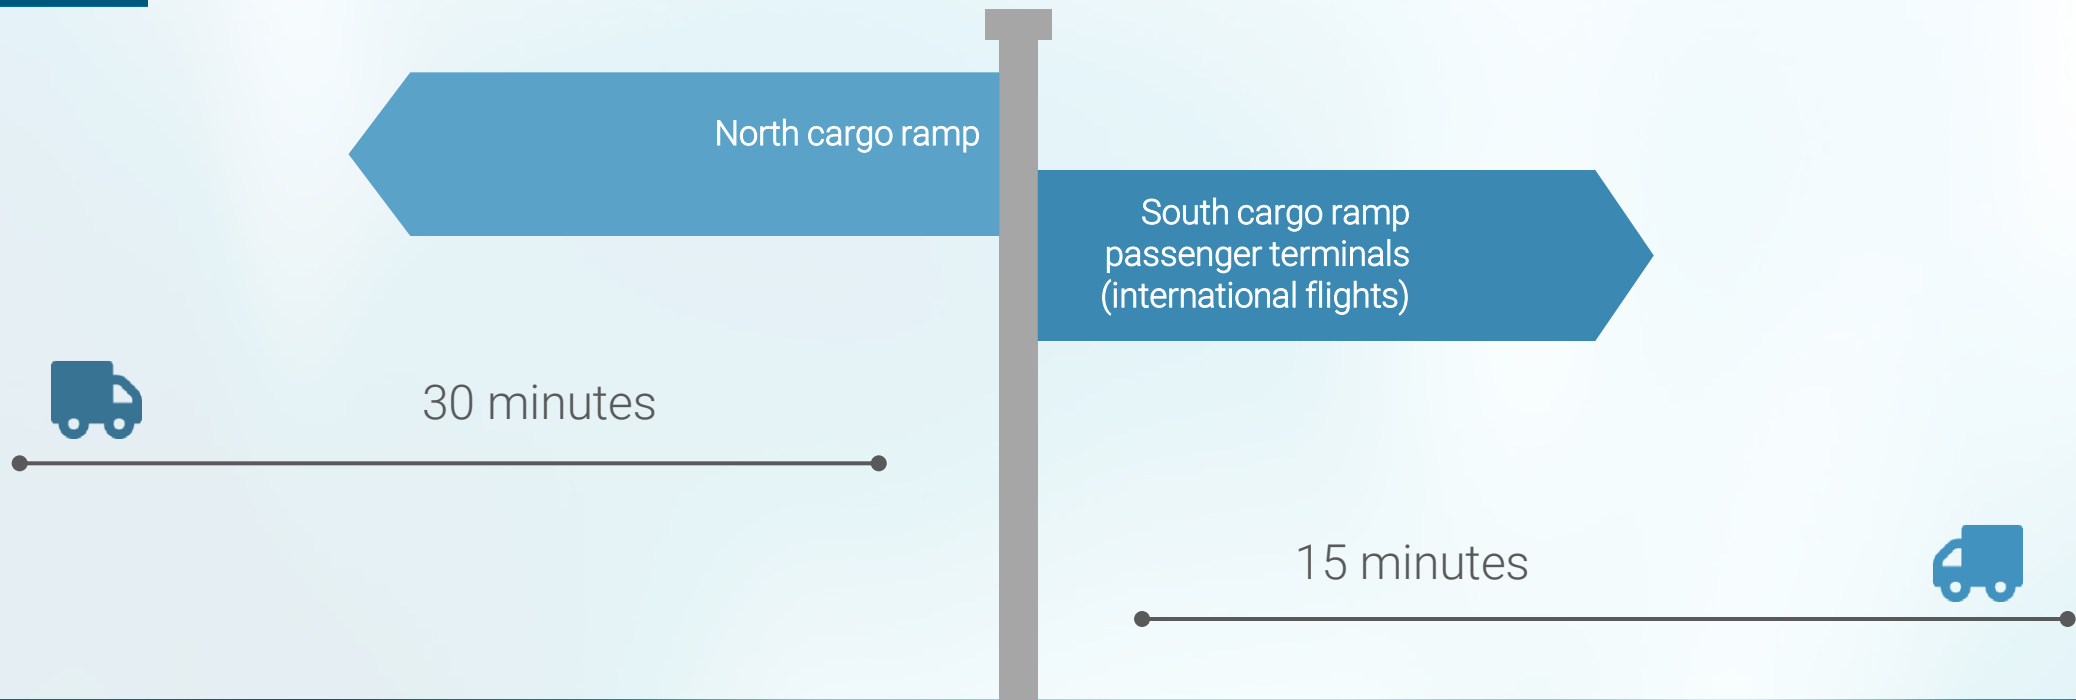 North cargo ramp
South cargo ramp
passenger terminals
(international flights)
30 minutes
15 minutes